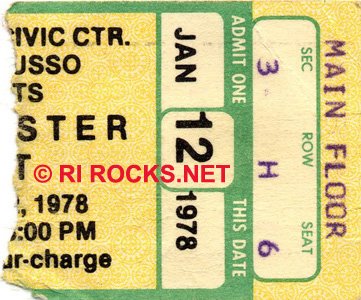 CIVIC CTR.
USSO
TS
STER
T
© RI ROCKS.NET
, 1978
:00 PM
ur-charge
JAN
12
1978
ADMIT ONE
THIS DATE
SEC
ROW
SEAT
3 H 6
MAIN FLOOR